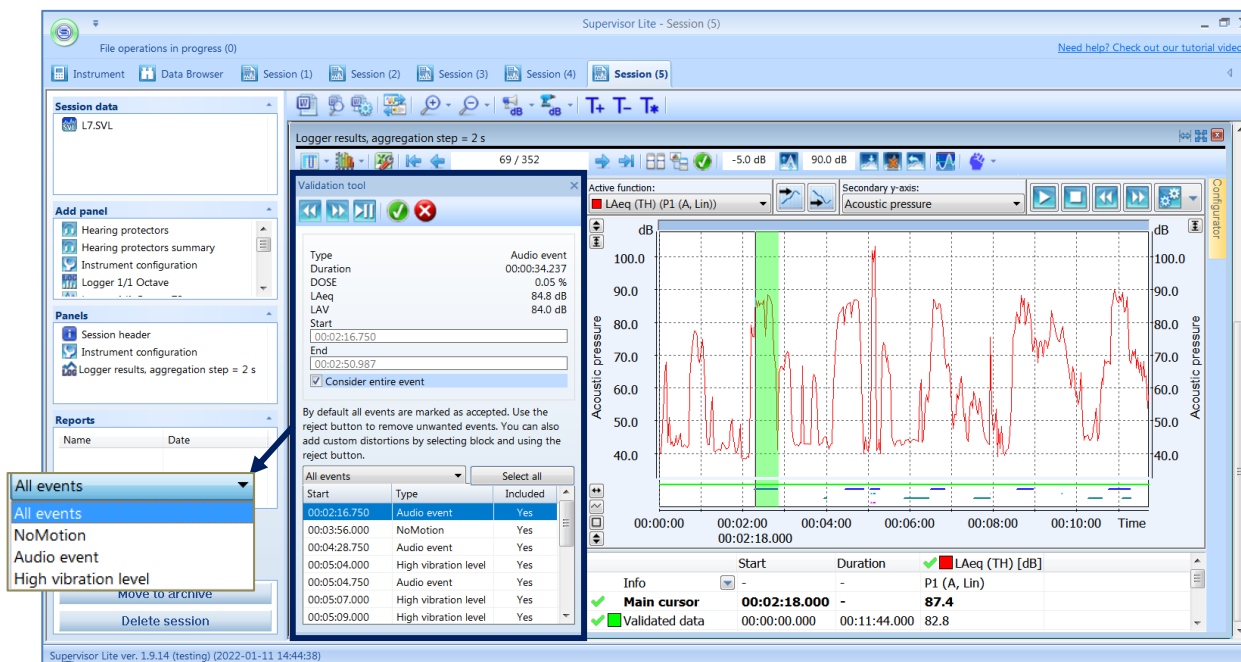 Supervisor Lite - Session (5)
File operations in progress (0)
Need help? Check out our tutorial video
Instrument
Data Browser
Session (1)
Session (2)
Session (3)
Session (4)
Session (5)
Session data
L7.SVL
Add panel
Hearing protectors
Hearing protectors summary
Instrument configuration
Logger 1/1 Octave
Panels
Session header
Instrument configuration
Logger results, aggregation step = 2 s
Reports
Name Date
All events
All events
NoMotion
Audio event
High vibration level
Move to archive
Delete session
dB
dB
T+ T- T*
Logger results, aggregation step = 2 s
69 / 352
-5.0 dB
90.0 dB
Validation tool
Type Audio event
Duration 00:00:34.237
DOSE 0.05 %
LAeq 84.8 dB
LAV 84.0 dB
Start
00:02:16.750
End
00:02:50.987
Consider entire event
By default all events are marked as accepted. Use the
reject button to remove unwanted events. You can also
add custom distortions by selecting block and using the
reject button.
All events Select all
Start Type Included
00:02:16.750 Audio event Yes
00:03:56.000 NoMotion Yes
00:04:28.750 Audio event Yes
00:05:04.000 High vibration level Yes
00:05:04.750 Audio event Yes
00:05:07.000 High vibration level Yes
00:05:09.000 High vibration level Yes
Active function:
LAeq (TH) (P1 (A, Lin))
Secondary y-axis:
Acoustic pressure
Configurator
dB
100.0
90.0
80.0
70.0
60.0
50.0
40.0
Acoustic pressure
dB
100.0
90.0
80.0
70.0
60.0
50.0
40.0
Acoustic pressure
00:00:00 00:02:00 00:04:00 00:06:00 00:08:00 00:10:00 Time
00:02:18.000
Start Duration LAeq (TH) [dB]
Info - - P1 (A, Lin)
Main cursor 00:02:18.000 - 87.4
Validated data 00:00:00.000 00:11:44.000 82.8
Supervisor Lite ver. 1.9.14 (testing) (2022-01-11 14:44:38)